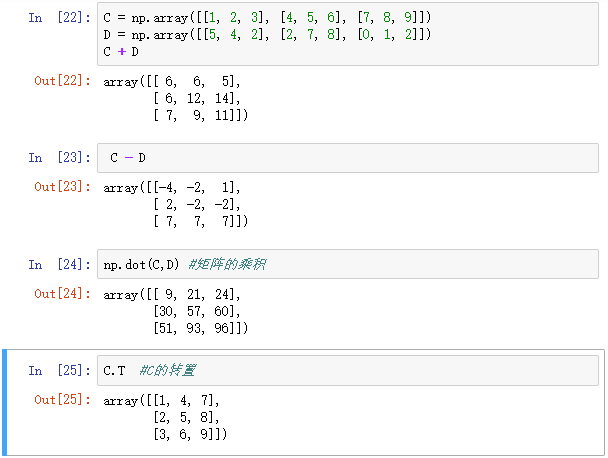 In [22]: C = np.array([[1, 2, 3], [4, 5, 6], [7, 8, 9]])
D = np.array([[5, 4, 2], [2, 7, 8], [0, 1, 2]])
C + D
Out[22]: array([[ 6, 6, 5],
[ 6, 12, 14],
[ 7, 9, 11]])
In [23]: C - D
Out[23]: array([[-4, -2, 1],
[ 2, -2, -2],
[ 7, 7, 7]])
In [24]: np.dot(C,D) #矩阵的乘积
Out[24]: array([[ 9, 21, 24],
[30, 57, 60],
[51, 93, 96]])
In [25]: C.T #C的转置
Out[25]: array([[1, 4, 7],
[2, 5, 8],
[3, 6, 9]])